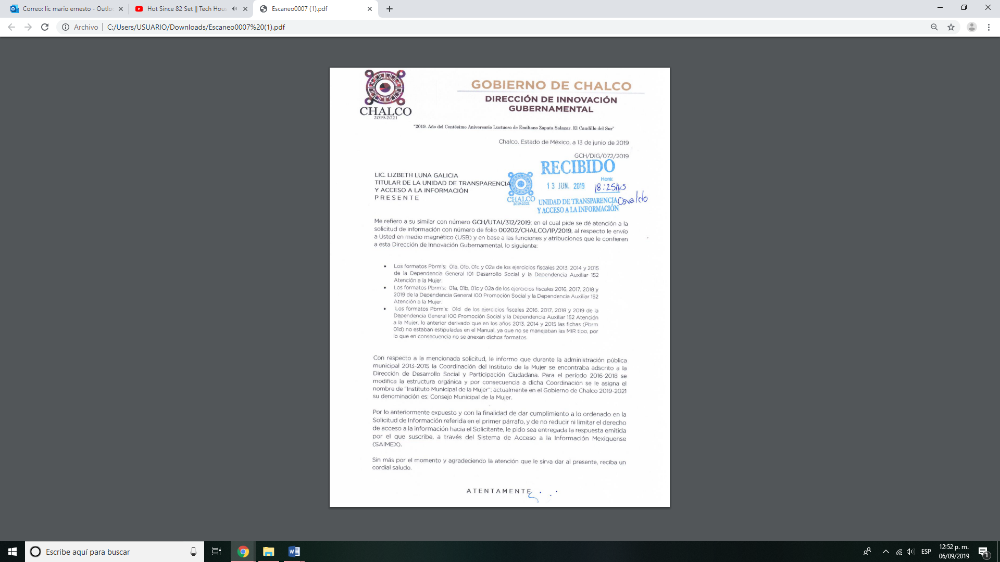 Correo: lic mario ernesto - Outlo
Hot Since 82 Set || Tech Hous
Escaneo0007 (1).pdf
Archivo
C:/Users/USUARIO/Downloads/Escaneo0007%20(1).pdf
CHALCO
2019-2021
GOBIERNO DE CHALCO
DIRECCIÓN DE INNOVACIÓN
GUBERNAMENTAL
"2019. Año del Centésimo Aniversario Luctuoso de Emiliano Zapata Salazar. El Caudillo del Sur"
Chalco, Estado de México, a 13 de junio de 2019
GCH/DIG/072/2019
LIC. LIZBETH LUNA GALICIA
TITULAR DE LA UNIDAD DE TRANSPARENCIA
Y ACCESO A LA INFORMACIÓN
P R E S E N T E
CHALCO
2019-2021
RECIBIDO
Hora:
13 JUN. 2019
18:25hrs
UNIDAD DE TRANSPARENCIA
Y ACCESO A LA INFORMACIÓN
Osvaldo
Me refiero a su similar con número GCH/UTAI/312/2019; en el cual pide se dé atención a la
solicitud de información con número de folio 00202/CHALCO/IP/2019, al respecto le envío
a Usted en medio magnético (USB) y en base a las funciones y atribuciones que le confieren
a esta Dirección de Innovación Gubernamental, lo siguiente:
• Los formatos Pbrm's: 01a, 01b, 01c y 02a de los ejercicios fiscales 2013, 2014 y 2015
de la Dependencia General I01 Desarrollo Social y la Dependencia Auxiliar 152
Atención a la Mujer.
• Los formatos Pbrm's: 01a, 01b, 01c y 02a de los ejercicios fiscales 2016, 2017, 2018 y
2019 de la Dependencia General I00 Promoción Social y la Dependencia Auxiliar 152
Atención a la Mujer.
• Los formatos Pbrm's: 01d de los ejercicios fiscales 2016, 2017, 2018 y 2019 de la
Dependencia General I00 Promoción Social y la Dependencia Auxiliar 152 Atención
a la Mujer, lo anterior derivado que en los años 2013, 2014 y 2015 las fichas (Pbrm
01d) no estaban estipuladas en el Manual, ya que no se manejaban las MIR tipo, por
lo que en consecuencia no se anexan dichos formatos.
Con respecto a la mencionada solicitud, le informo que durante la administración pública
municipal 2013-2015 la Coordinación del Instituto de la Mujer se encontraba adscrito a la
Dirección de Desarrollo Social y Participación Ciudadana. Para el período 2016-2018 se
modifica la estructura orgánica y por consecuencia a dicha Coordinación se le asigna el
nombre de "Instituto Municipal de la Mujer"; actualmente en el Gobierno de Chalco 2019-2021
su denominación es: Consejo Municipal de la Mujer.
Por lo anteriormente expuesto y con la finalidad de dar cumplimiento a lo ordenado en la
Solicitud de Información referida en el primer párrafo, y de no reducir ni limitar el derecho
de acceso a la información hacia el Solicitante, le pido sea entregada la respuesta emitida
por el que suscribe, a través del Sistema de Acceso a la Información Mexiquense
(SAIMEX).
Sin más por el momento y agradeciendo la atención que le sirva dar al presente, reciba un
cordial saludo.
A T E N T A M E N T E
Escribe aquí para buscar
ESP
12:52 p. m.
06/09/2019
1